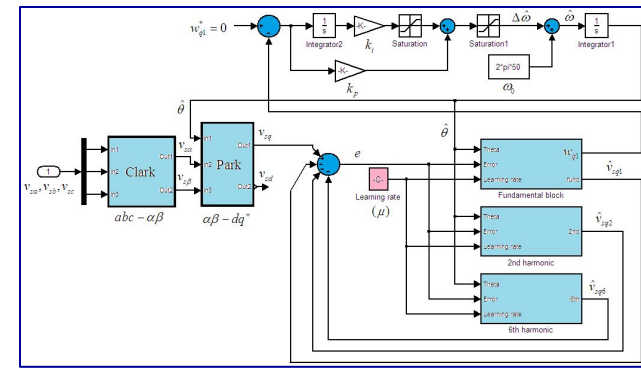 w*q1 = 0
1
s
Integrator2
-K-
ki
Saturation
Saturation1
Δω̂
ω̂
1
s
Integrator1
-K-
kp
2*pi*50
ω0
θ̂
θ̂
1
vsa, vsb, vsc
In1
In2
In3
Clark
Out1
Out2
abc − αβ
vsα
vsβ
In1
In2
In3
Park
Out1
Out2
αβ − dq+
vsq
vsd
e
-C-
Learning rate
(μ)
Theta
Error
Learning rate
wq1
fund
Fundamental block
v̂sq1
Theta
Error
Learning rate
2nd
2nd harmonic
v̂sq2
Theta
Error
Learning rate
6th
6th harmonic
v̂sq6